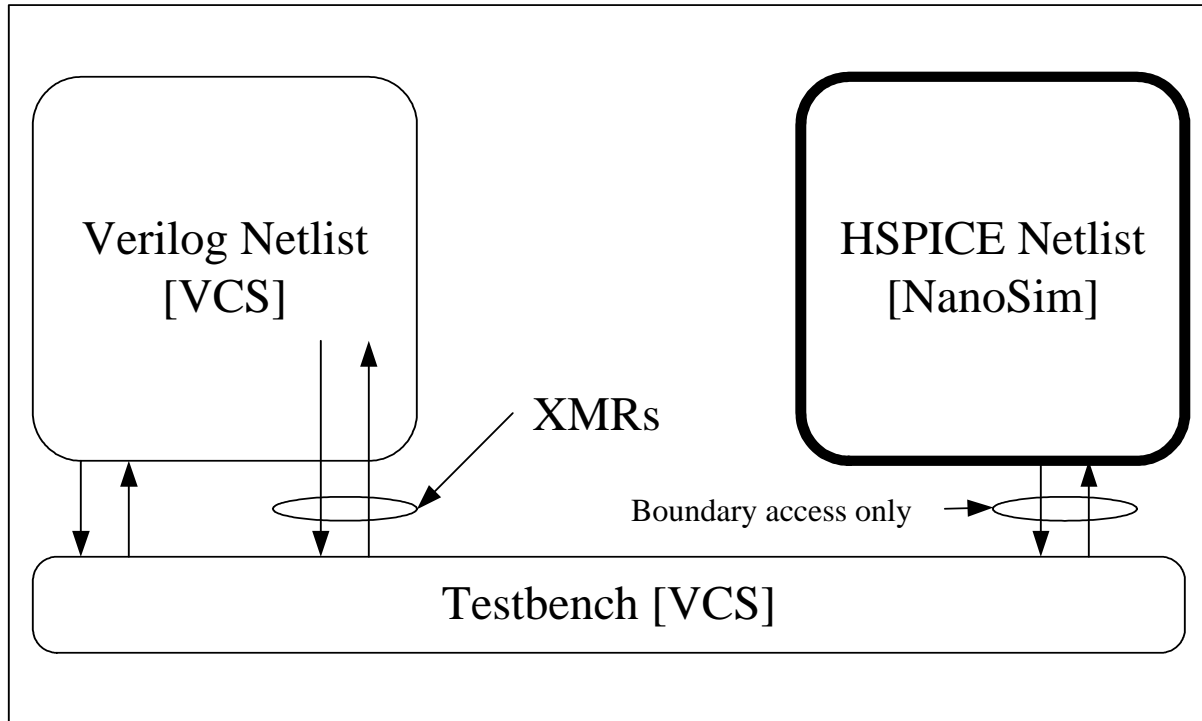 Verilog Netlist
[VCS]
HSPICE Netlist
[NanoSim]
XMRs
Boundary access only
Testbench [VCS]